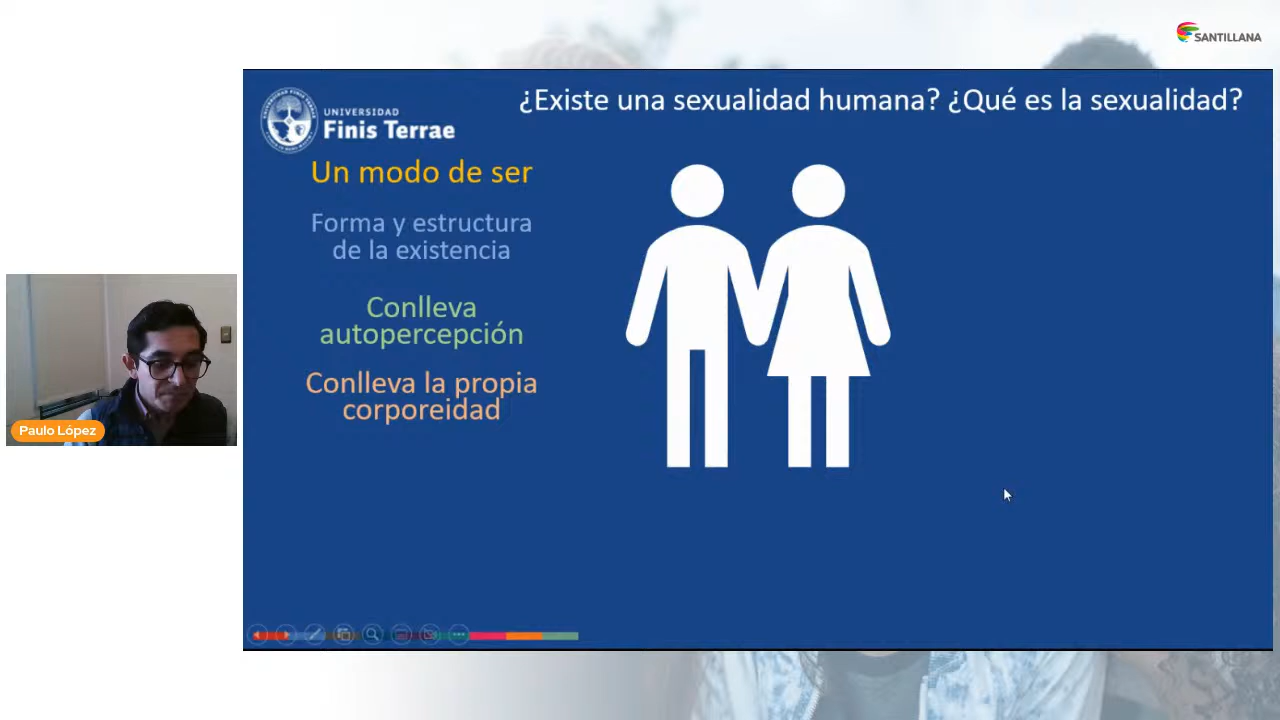 SANTILLANA
UNIVERSIDAD
Finis Terrae
¿Existe una sexualidad humana? ¿Qué es la sexualidad?
Un modo de ser
Forma y estructura
de la existencia
Conlleva
autopercepción
Conlleva la propia
corporeidad
Paulo López